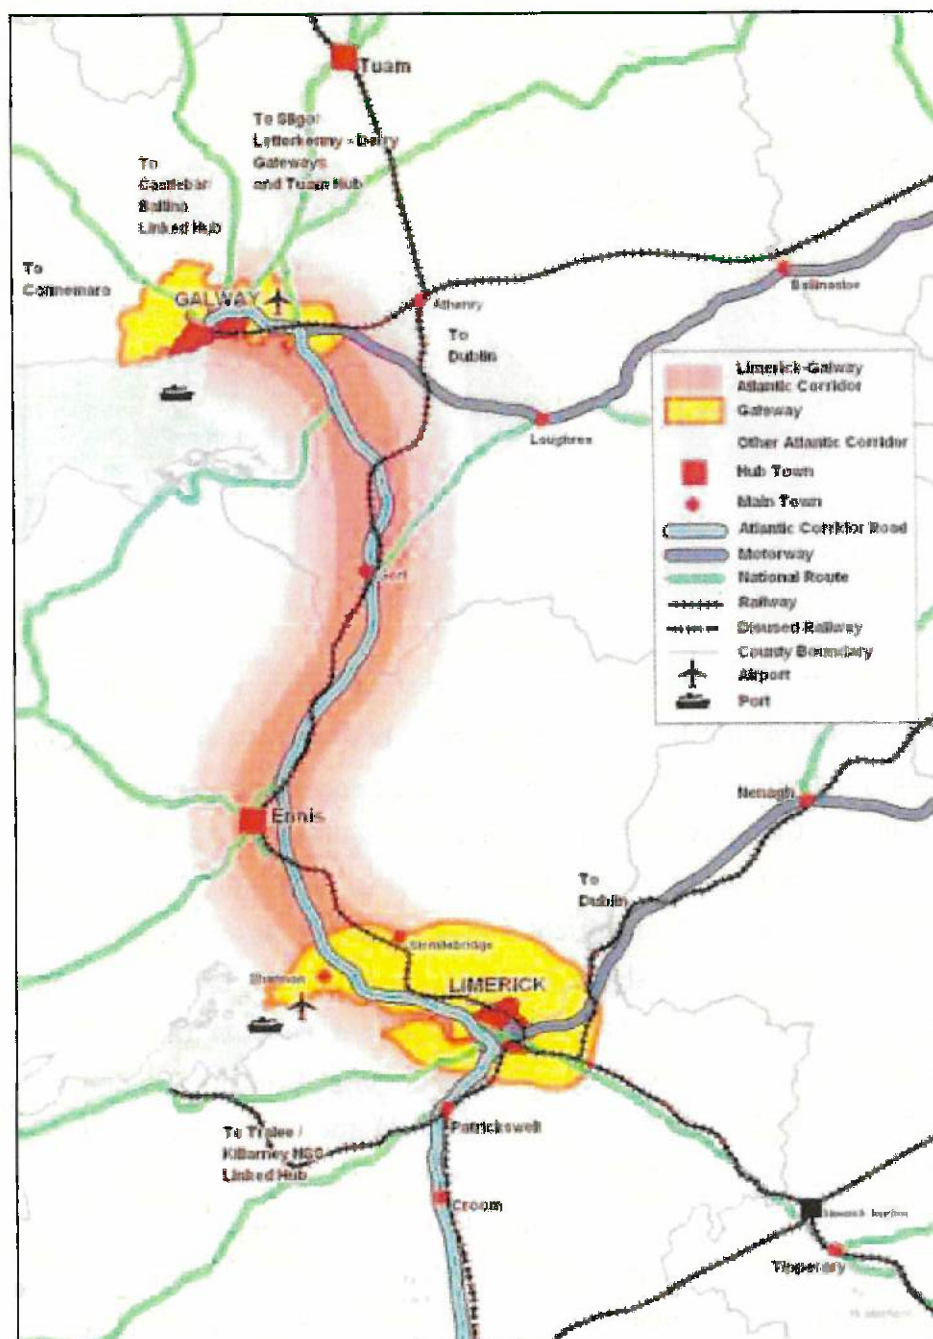 Tuam
To Sligo/
Letterkenny - Derry
Gateways
and Tuam Hub
To
Castlebar/
Ballina
Linked Hub
To
Connemara
GALWAY
Athenry
Ballinasloe
To
Dublin
Loughrea
Limerick-Galway
Atlantic Corridor
Gateway
Other Atlantic Corridor
Hub Town
Main Town
Atlantic Corridor Road
Motorway
National Route
Railway
Disused Railway
County Boundary
Airport
Port
Gort
Ennis
Nenagh
To
Dublin
Sixmilebridge
Shannon
LIMERICK
Patrickswell
To Tralee /
Killarney
Linked Hub
Croom
Limerick Junction
Tipperary